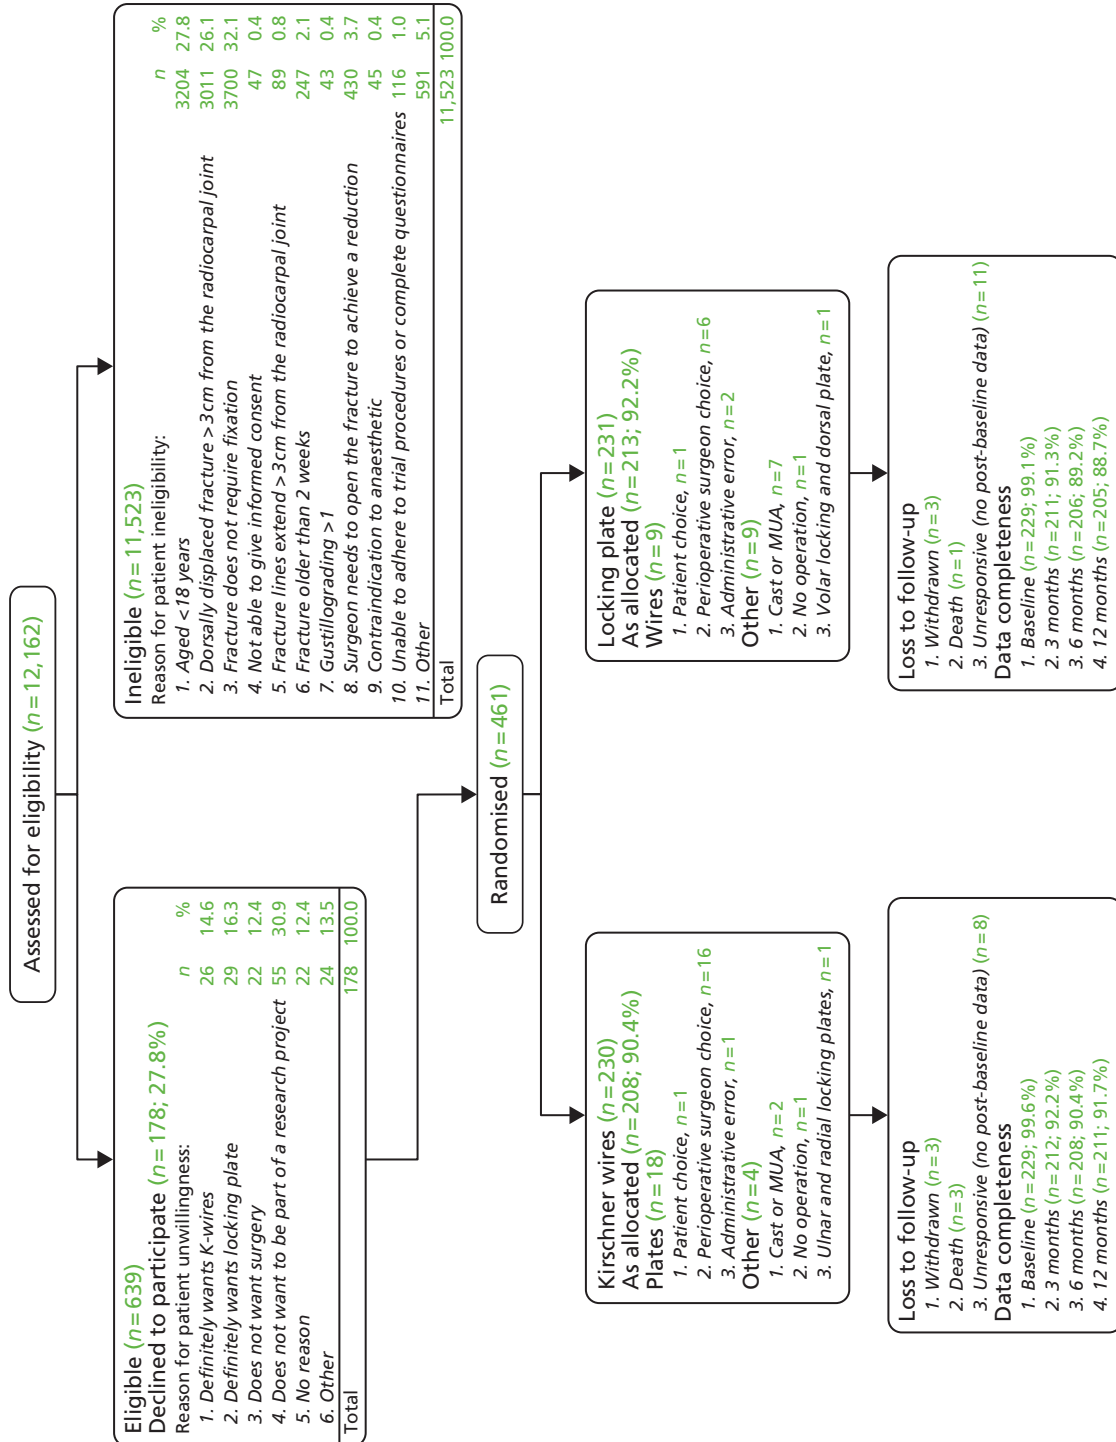 Assessed for eligibility (n=12,162)
Eligible (n=639)
Declined to participate (n=178; 27.8%)
Reason for patient unwillingness: n %
1. Definitely wants K-wires 26 14.6
2. Definitely wants locking plate 29 16.3
3. Does not want surgery 22 12.4
4. Does not want to be part of a research project 55 30.9
5. No reason 22 12.4
6. Other 24 13.5
Total 178 100.0
Ineligible (n=11,523)
Reason for patient ineligibility: n %
1. Aged <18 years 3204 27.8
2. Dorsally displaced fracture >3cm from the radiocarpal joint 3011 26.1
3. Fracture does not require fixation 3700 32.1
4. Not able to give informed consent 47 0.4
5. Fracture lines extend >3cm from the radiocarpal joint 89 0.8
6. Fracture older than 2 weeks 247 2.1
7. Gustillograding >1 43 0.4
8. Surgeon needs to open the fracture to achieve a reduction 430 3.7
9. Contraindication to anaesthetic 45 0.4
10. Unable to adhere to trial procedures or complete questionnaires 116 1.0
11. Other 591 5.1
Total 11,523 100.0
Randomised (n=461)
Kirschner wires (n=230)
As allocated (n=208; 90.4%)
Plates (n=18)
1. Patient choice, n=1
2. Perioperative surgeon choice, n=16
3. Administrative error, n=1
Other (n=4)
1. Cast or MUA, n=2
2. No operation, n=1
3. Ulnar and radial locking plates, n=1
Locking plate (n=231)
As allocated (n=213; 92.2%)
Wires (n=9)
1. Patient choice, n=1
2. Perioperative surgeon choice, n=6
3. Administrative error, n=2
Other (n=9)
1. Cast or MUA, n=7
2. No operation, n=1
3. Volar locking and dorsal plate, n=1
Loss to follow-up
1. Withdrawn (n=3)
2. Death (n=3)
3. Unresponsive (no post-baseline data) (n=8)
Data completeness
1. Baseline (n=229; 99.6%)
2. 3 months (n=212; 92.2%)
3. 6 months (n=208; 90.4%)
4. 12 months (n=211; 91.7%)
Loss to follow-up
1. Withdrawn (n=3)
2. Death (n=1)
3. Unresponsive (no post-baseline data) (n=11)
Data completeness
1. Baseline (n=229; 99.1%)
2. 3 months (n=211; 91.3%)
3. 6 months (n=206; 89.2%)
4. 12 months (n=205; 88.7%)